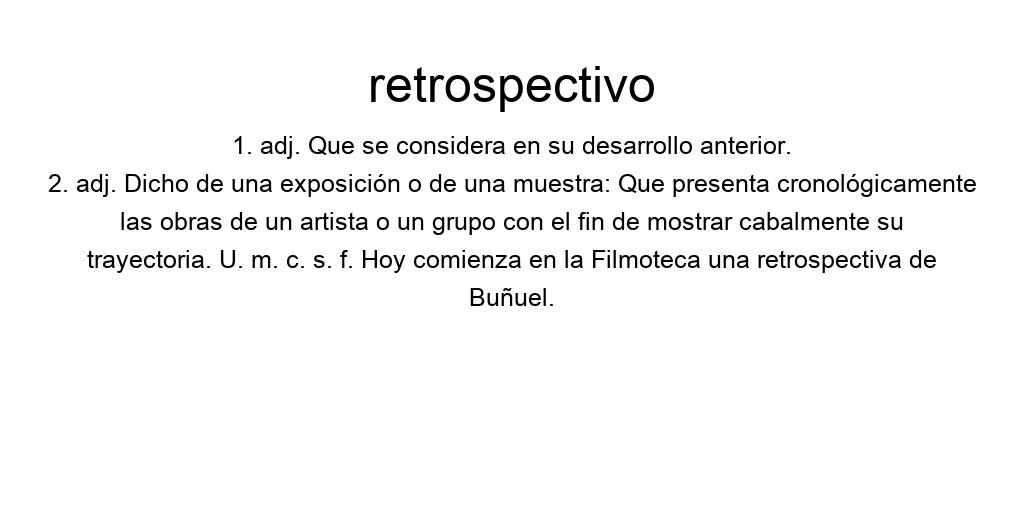 retrospectivo
1. adj. Que se considera en su desarrollo anterior.
2. adj. Dicho de una exposición o de una muestra: Que presenta cronológicamente
las obras de un artista o un grupo con el fin de mostrar cabalmente su
trayectoria. U. m. c. s. f. Hoy comienza en la Filmoteca una retrospectiva de
Buñuel.